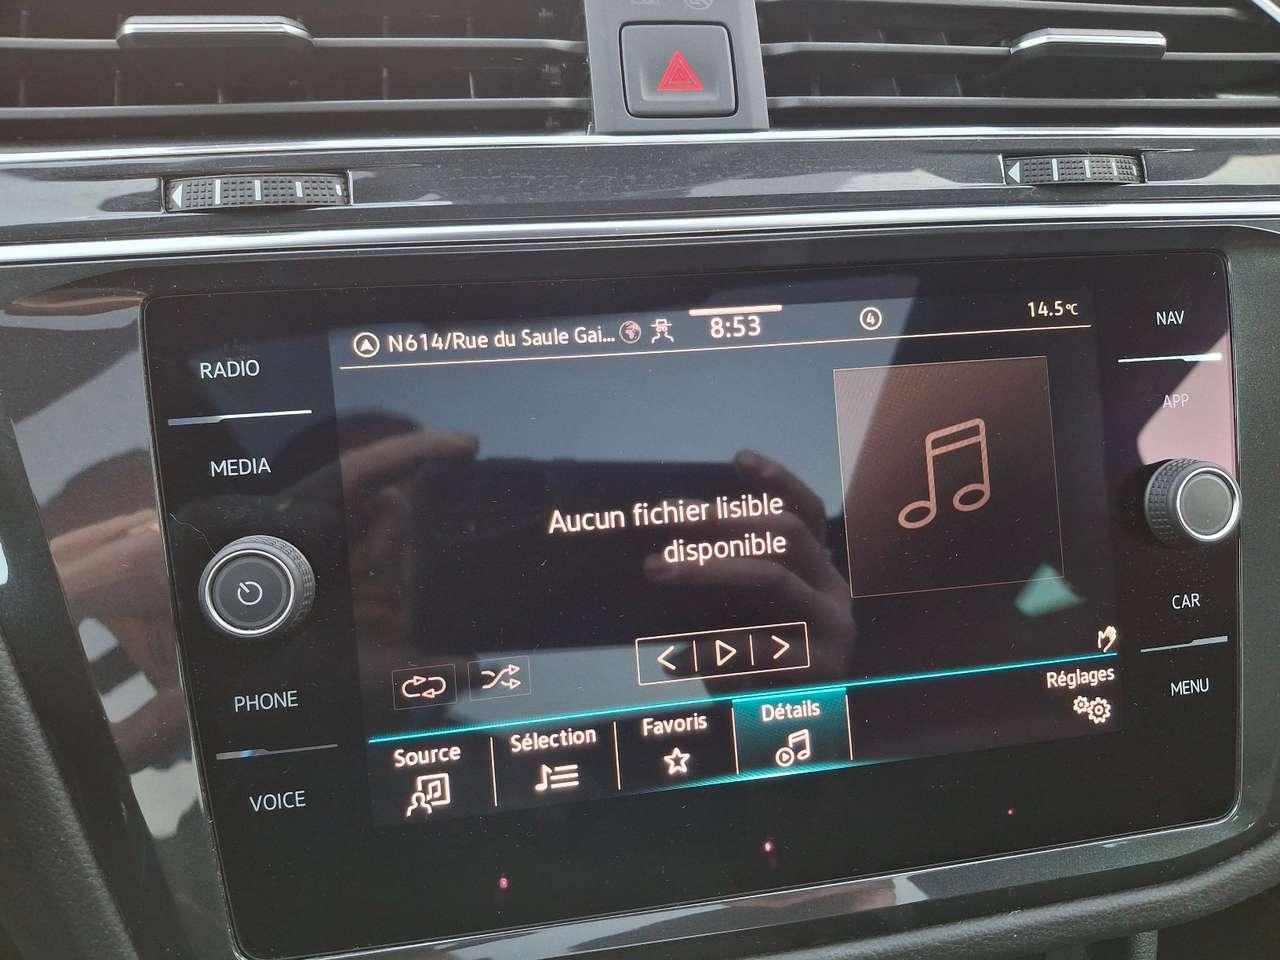 N614/Rue du Saule Gai...
8:53
4
14.5°C
NAV
RADIO
APP
MEDIA
Aucun fichier lisible
disponible
CAR
PHONE
MENU
Réglages
Source
Sélection
Favoris
Détails
VOICE